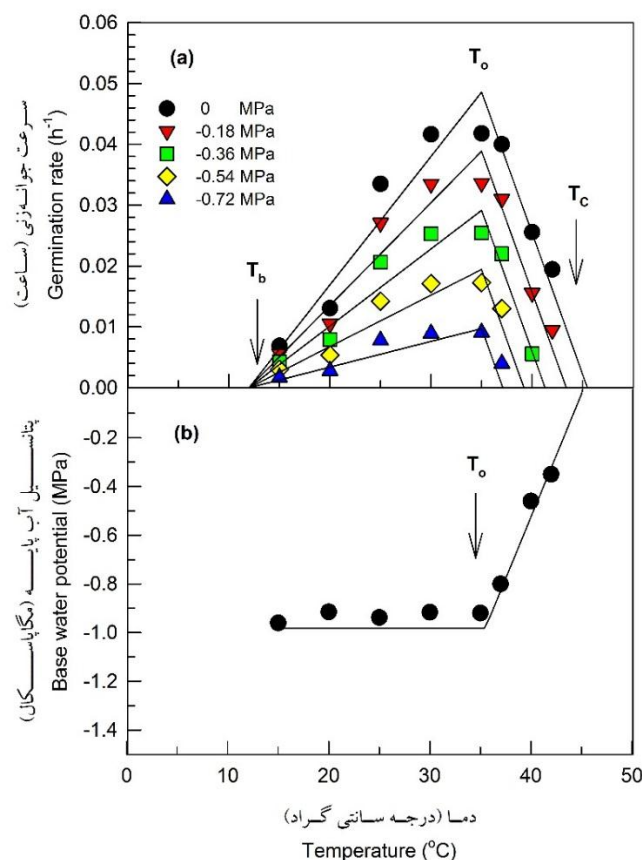 0.06
0.05
0.04
0.03
0.02
0.01
0.00
(a)
T_o
T_c
T_b
0 MPa
-0.18 MPa
-0.36 MPa
-0.54 MPa
-0.72 MPa
سرعت جوانه‌زنی (ساعت)
Germination rate (h⁻¹)
(b)
T_o
-0.2
-0.4
-0.6
-0.8
-1.0
-1.2
-1.4
پتانسیل آب پایه (مگاپاسکال)
Base water potential (MPa)
0 10 20 30 40 50
دما (درجه سانتی گراد)
Temperature (°C)